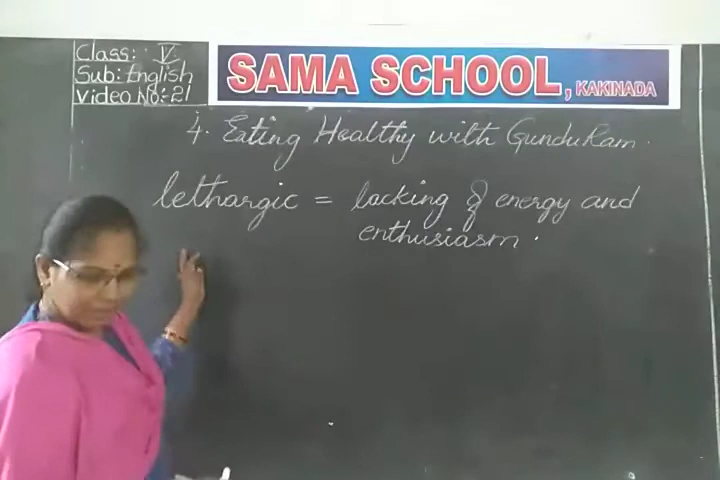 Class: V
Sub: English
Video No:-21
SAMA SCHOOL, KAKINADA
4. Eating Healthy with GunduRam.
lethargic = lacking of energy and
enthusiasm.